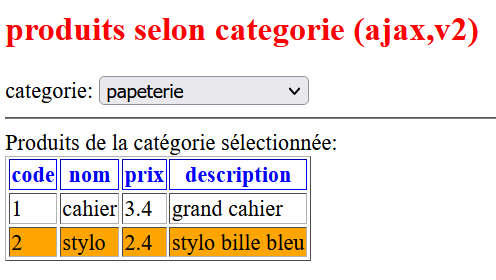 produits selon categorie (ajax,v2)
categorie: papeterie
Produits de la catégorie sélectionnée:
code nom prix description
1 cahier 3.4 grand cahier
2 stylo 2.4 stylo bille bleu